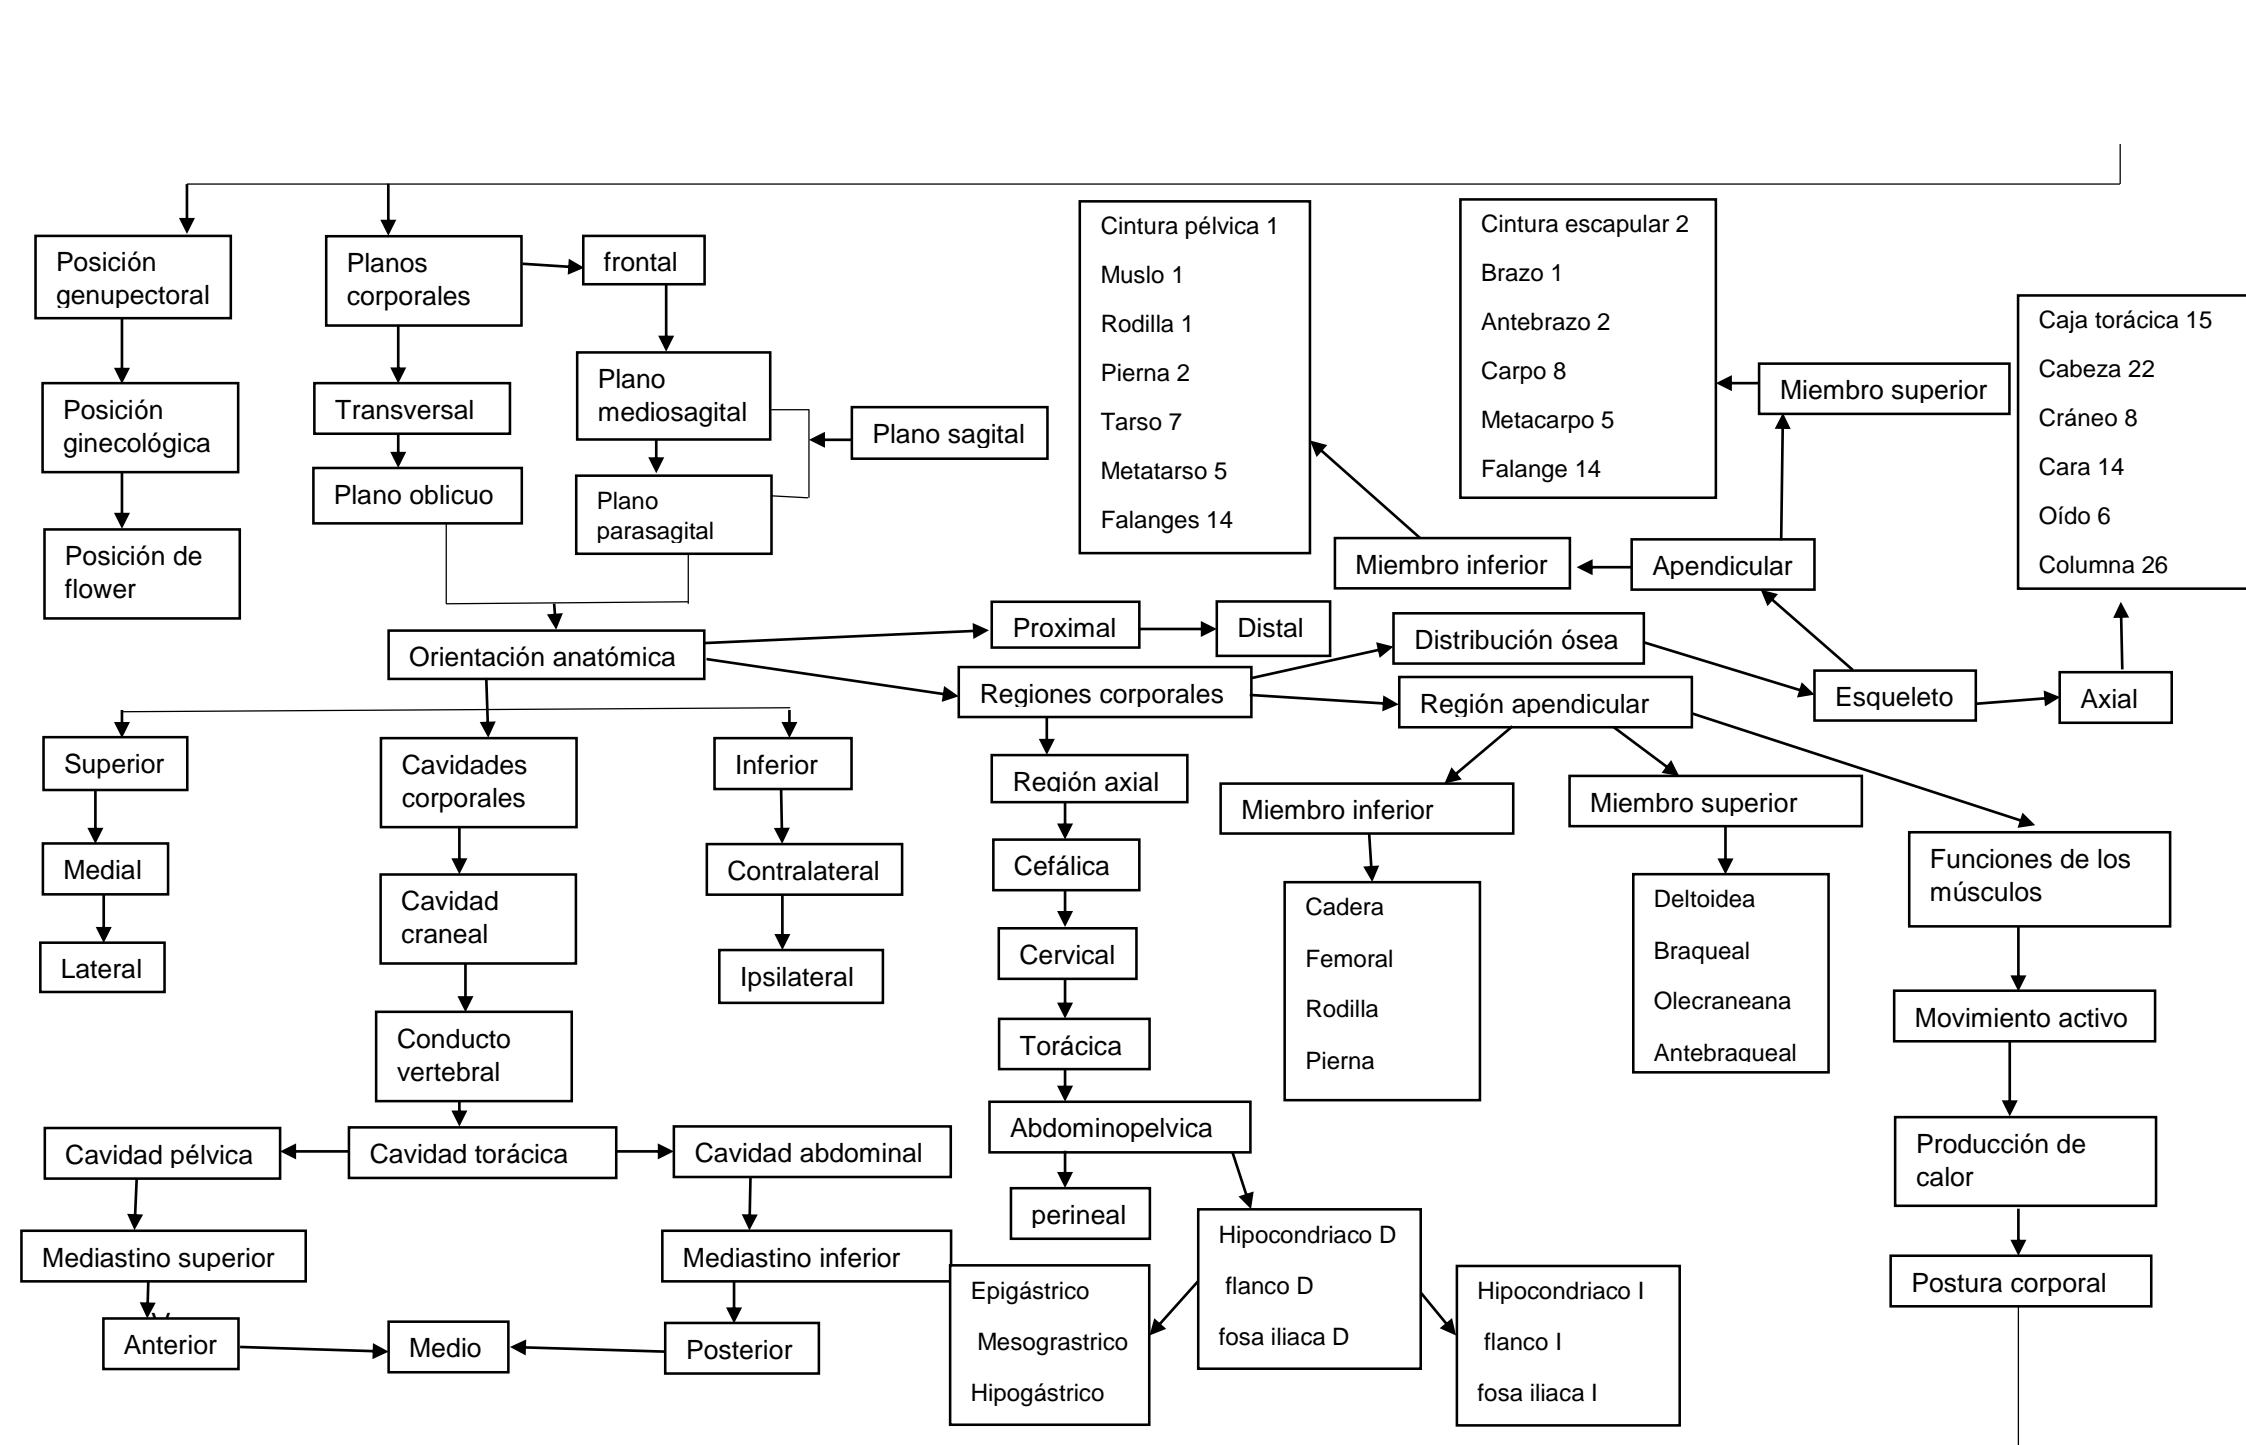 Posición
genupectoral
Planos
corporales
frontal
Posición
ginecológica
Transversal
Plano
mediosagital
Plano sagital
Plano oblicuo
Plano
parasagital
Posición de
flower
Cintura pélvica 1
Muslo 1
Rodilla 1
Pierna 2
Tarso 7
Metatarso 5
Falanges 14
Cintura escapular 2
Brazo 1
Antebrazo 2
Carpo 8
Metacarpo 5
Falange 14
Miembro superior
Caja torácica 15
Cabeza 22
Cráneo 8
Cara 14
Oído 6
Columna 26
Miembro inferior
Apendicular
Orientación anatómica
Proximal
Distal
Distribución ósea
Regiones corporales
Región apendicular
Esqueleto
Axial
Superior
Cavidades
corporales
Inferior
Medial
Cavidad
craneal
Contralateral
Lateral
Ipsilateral
Conducto
vertebral
Cavidad pélvica
Cavidad torácica
Cavidad abdominal
Mediastino superior
Mediastino inferior
Anterior
Medio
Posterior
Región axial
Cefálica
Cervical
Torácica
Abdominopelvica
perineal
Miembro inferior
Miembro superior
Cadera
Femoral
Rodilla
Pierna
Deltoidea
Braqueal
Olecraneana
Antebraqueal
Funciones de los
músculos
Movimiento activo
Producción de
calor
Postura corporal
Hipocondriaco D
flanco D
fosa iliaca D
Epigástrico
Mesograstrico
Hipogástrico
Hipocondriaco I
flanco I
fosa iliaca I